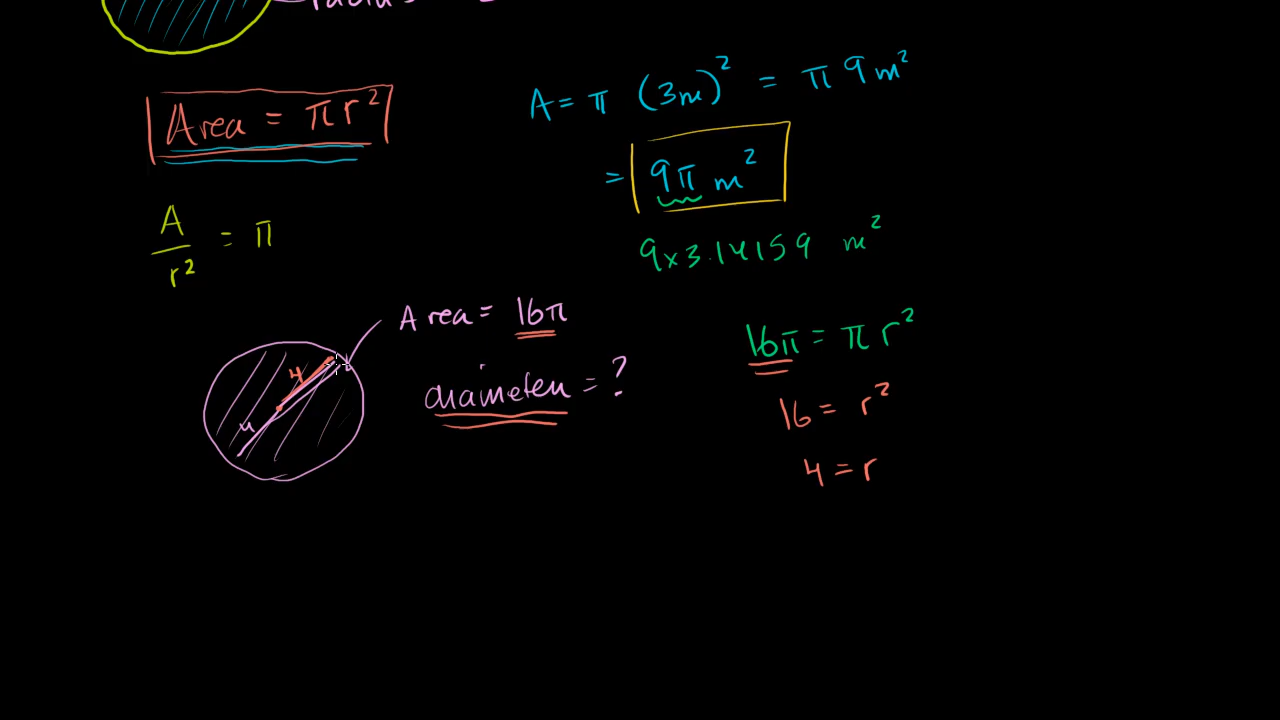 Area = πr²
A/r² = π
A = π (3m)² = π 9m²
= 9π m²
9×3.14159 m²
Area = 16π
diameter = ?
4
4
16π = πr²
16 = r²
4 = r